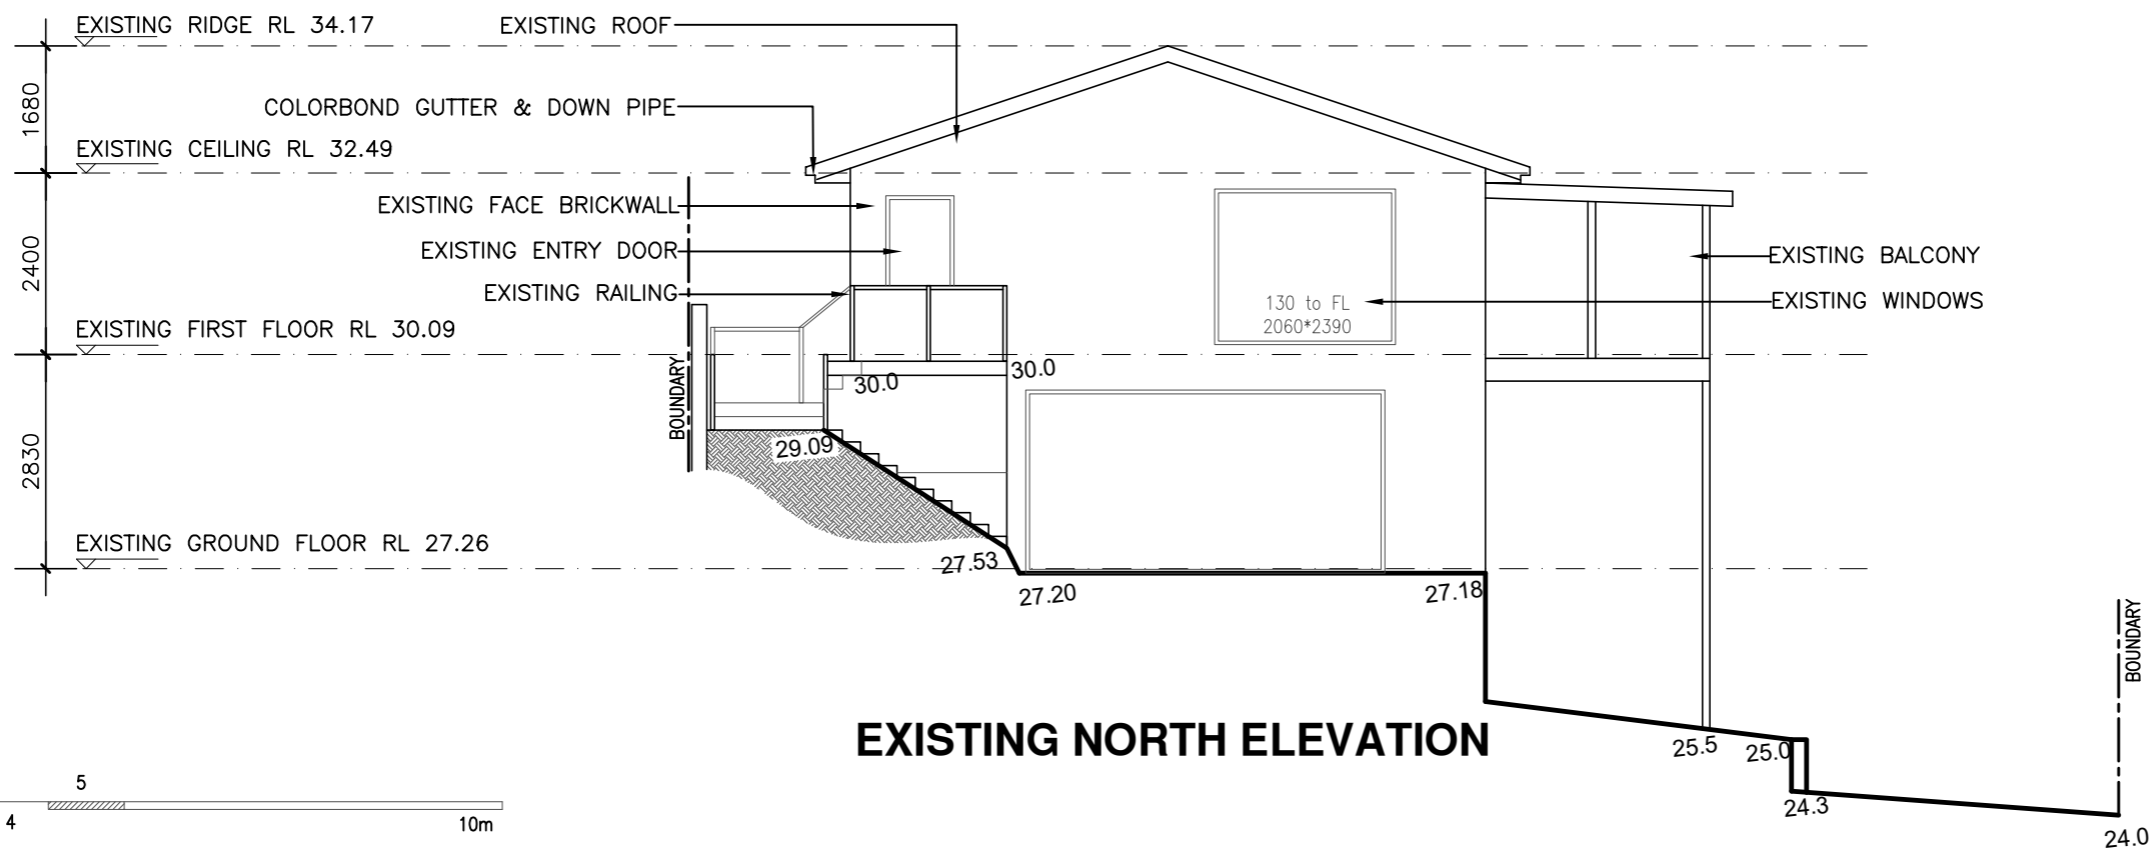 EXISTING RIDGE RL 34.17
EXISTING ROOF
1680
COLORBOND GUTTER & DOWN PIPE
EXISTING CEILING RL 32.49
EXISTING FACE BRICKWALL
2400
EXISTING ENTRY DOOR
EXISTING BALCONY
EXISTING RAILING
130 to FL
2060*2390
EXISTING WINDOWS
EXISTING FIRST FLOOR RL 30.09
30.0
30.0
BOUNDARY
29.09
2830
EXISTING GROUND FLOOR RL 27.26
27.53
27.20
27.18
BOUNDARY
EXISTING NORTH ELEVATION
25.5
25.0
24.3
24.0
5
4
10m